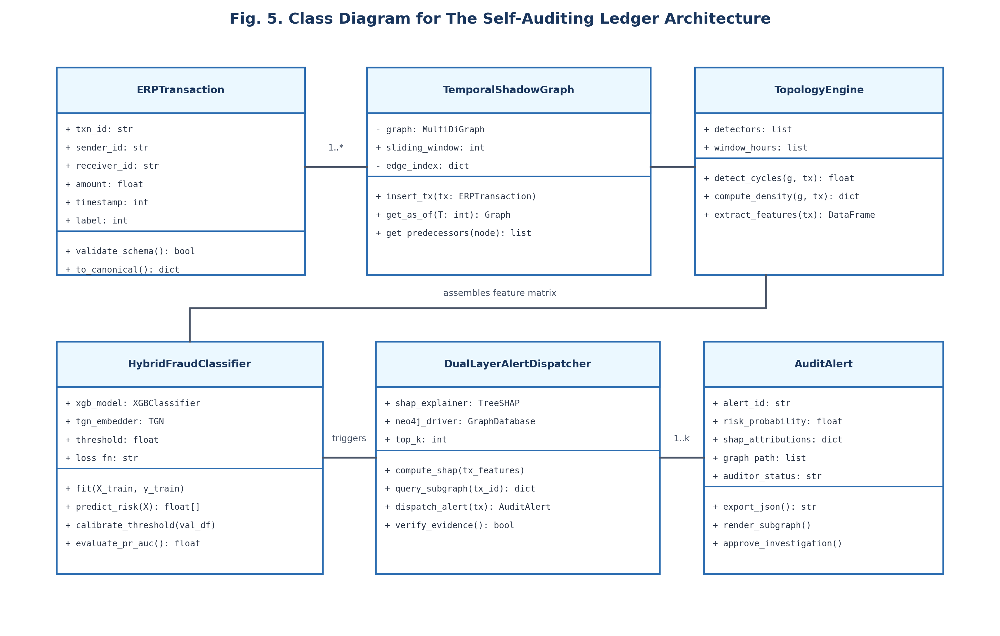 Fig. 5. Class Diagram for The Self-Auditing Ledger Architecture
ERPTransaction
+ txn_id: str
+ sender_id: str
+ receiver_id: str
+ amount: float
+ timestamp: int
+ label: int
+ validate_schema(): bool
+ to_canonical(): dict
1..*
TemporalShadowGraph
- graph: MultiDiGraph
+ sliding_window: int
- edge_index: dict
+ insert_tx(tx: ERPTransaction)
+ get_as_of(T: int): Graph
+ get_predecessors(node): list
TopologyEngine
+ detectors: list
+ window_hours: list
+ detect_cycles(g, tx): float
+ compute_density(g, tx): dict
+ extract_features(tx): DataFrame
assembles feature matrix
HybridFraudClassifier
+ xgb_model: XGBClassifier
+ tgn_embedder: TGN
+ threshold: float
+ loss_fn: str
+ fit(X_train, y_train)
+ predict_risk(X): float[]
+ calibrate_threshold(val_df)
+ evaluate_pr_auc(): float
triggers
DualLayerAlertDispatcher
+ shap_explainer: TreeSHAP
+ neo4j_driver: GraphDatabase
+ top_k: int
+ compute_shap(tx_features)
+ query_subgraph(tx_id): dict
+ dispatch_alert(tx): AuditAlert
+ verify_evidence(): bool
1..k
AuditAlert
+ alert_id: str
+ risk_probability: float
+ shap_attributions: dict
+ graph_path: list
+ auditor_status: str
+ export_json(): str
+ render_subgraph()
+ approve_investigation()